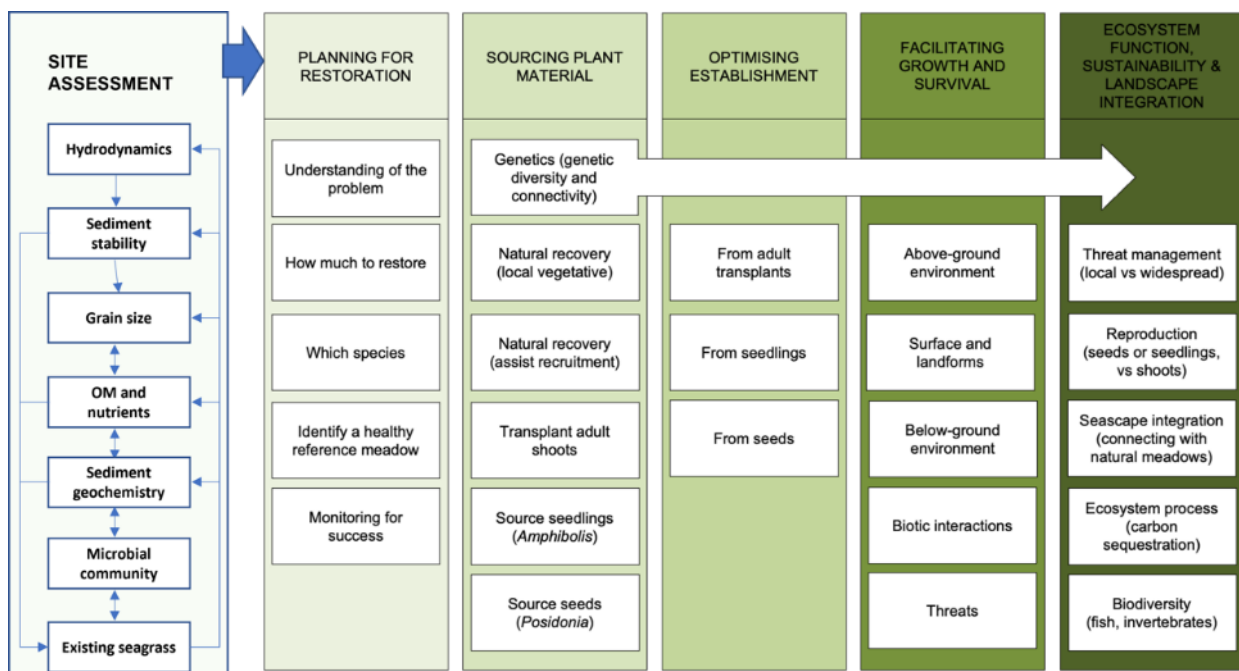 SITE
ASSESSMENT
Hydrodynamics
Sediment
stability
Grain size
OM and
nutrients
Sediment
geochemistry
Microbial
community
Existing seagrass
PLANNING FOR
RESTORATION
Understanding of the
problem
How much to restore
Which species
Identify a healthy
reference meadow
Monitoring for
success
SOURCING PLANT
MATERIAL
Genetics (genetic
diversity and
connectivity)
Natural recovery
(local vegetative)
Natural recovery
(assist recruitment)
Transplant adult
shoots
Source seedlings
(Amphibolis)
Source seeds
(Posidonia)
OPTIMISING
ESTABLISHMENT
From adult
transplants
From seedlings
From seeds
FACILITATING
GROWTH AND
SURVIVAL
Above-ground
environment
Surface and
landforms
Below-ground
environment
Biotic interactions
Threats
ECOSYSTEM
FUNCTION,
SUSTAINABILITY &
LANDSCAPE
INTEGRATION
Threat management
(local vs widespread)
Reproduction
(seeds or seedlings,
vs shoots)
Seascape integration
(connecting with
natural meadows)
Ecosystem process
(carbon
sequestration)
Biodiversity
(fish, invertebrates)